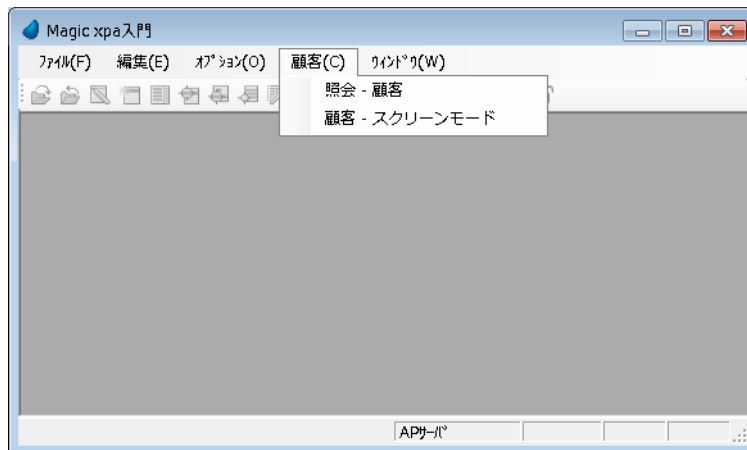 Magic xpa入門
ﾌｧｲﾙ(F) 編集(E) ｵﾌﾟｼｮﾝ(O) 顧客(C) ｳｨﾝﾄﾞｳ(W)
照会 - 顧客
顧客 - スクリーンモード
APｻｰﾊﾞ